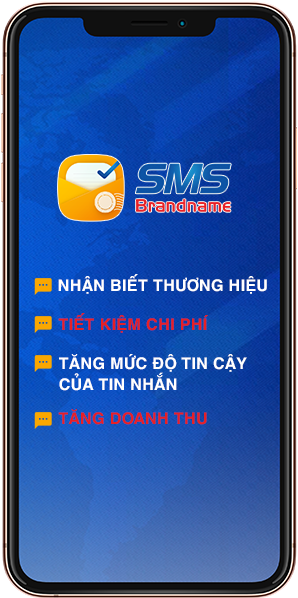 SMS
Brandname
NHẬN BIẾT THƯƠNG HIỆU
TIẾT KIỆM CHI PHÍ
TĂNG MỨC ĐỘ TIN CẬY
CỦA TIN NHẮN
TĂNG DOANH THU